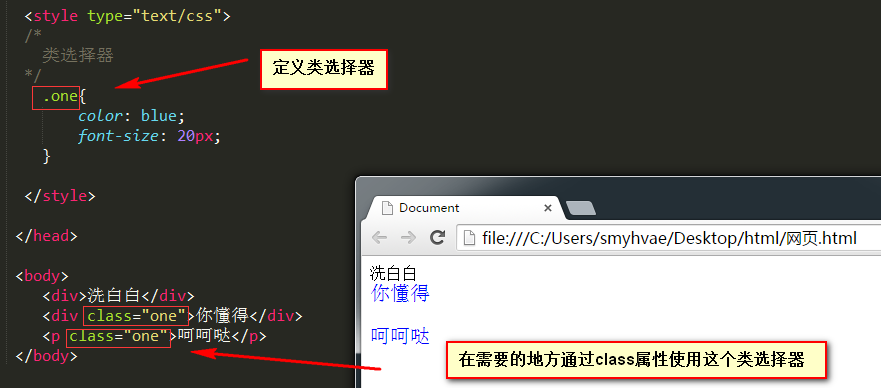 <style type="text/css">
/*
类选择器
*/
定义类选择器
.one{
color: blue;
font-size: 20px;
}
</style>
</head>
<body>
<div>洗白白</div>
<div class="one">你懂得</div>
<p class="one">呵呵哒</p>
</body>
Document
file:///C:/Users/smyhvae/Desktop/html/网页.html
洗白白
你懂得
呵呵哒
在需要的地方通过class属性使用这个类选择器